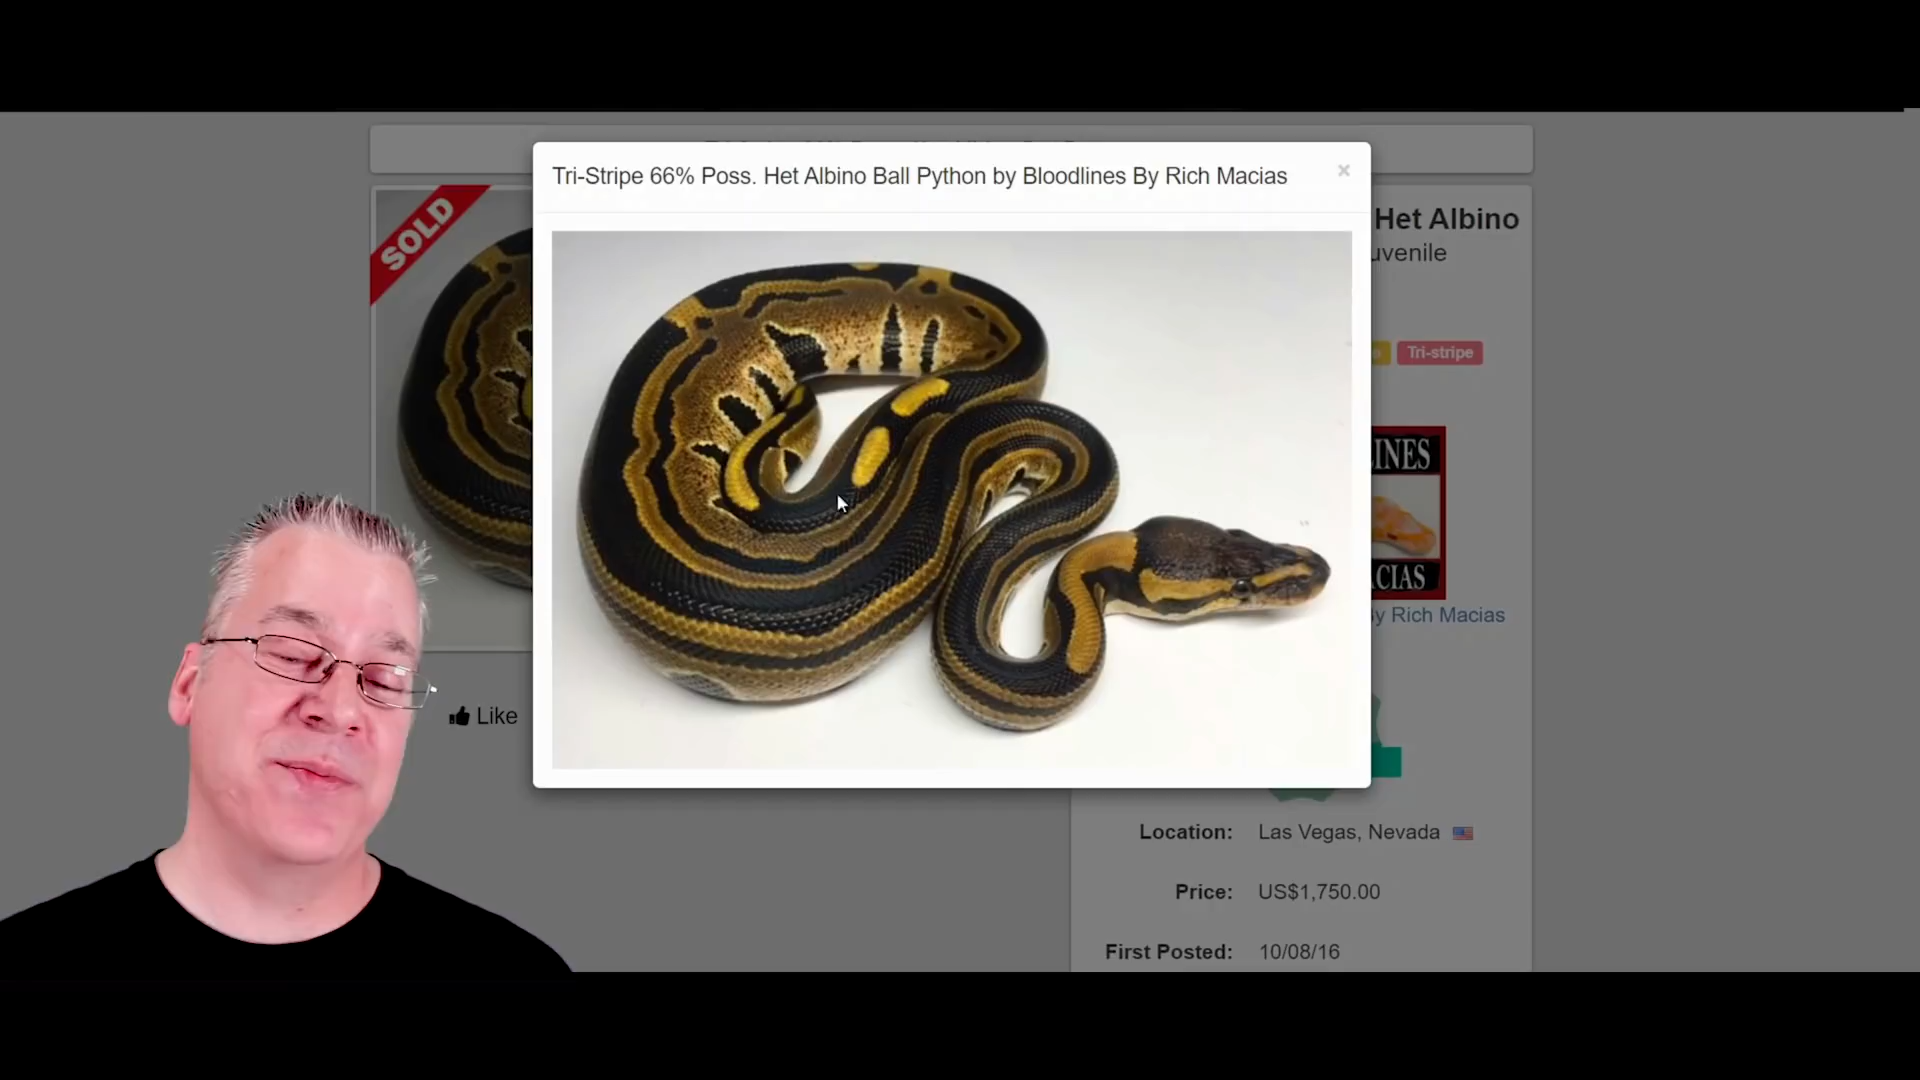 Tri-Stripe 66% Poss. Het Albino Ball Python by Bloodlines By Rich Macias
×
SOLD
Het Albino
uvenile
Tri-stripe
INES
CIAS
By Rich Macias
Like
Location: Las Vegas, Nevada
Price: US$1,750.00
First Posted: 10/08/16